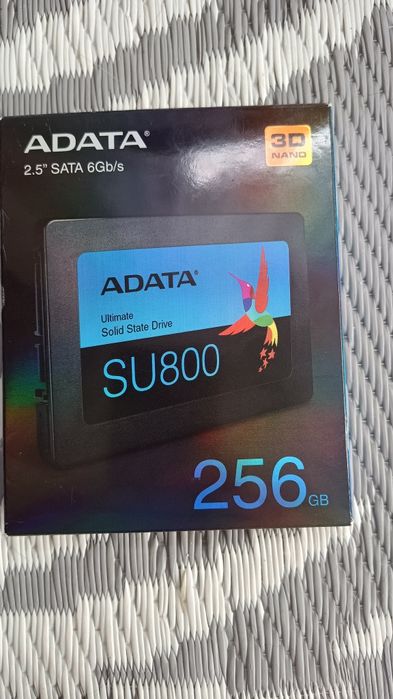 ADATA®
2.5" SATA 6Gb/s
3D
NAND
ADATA®
Ultimate
Solid State Drive
SU800
256GB